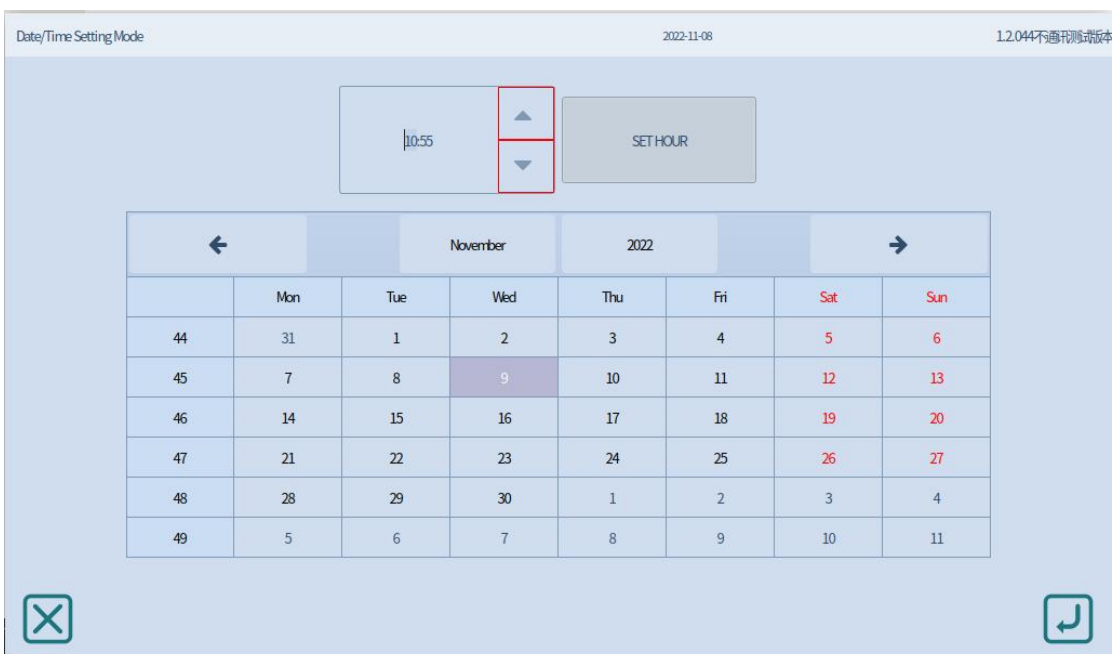 Date/Time Setting Mode 2022-11-08 1.2.044不通讯测试版本
10:55 SET HOUR
November 2022
Mon Tue Wed Thu Fri Sat Sun
44 31 1 2 3 4 5 6
45 7 8 9 10 11 12 13
46 14 15 16 17 18 19 20
47 21 22 23 24 25 26 27
48 28 29 30 1 2 3 4
49 5 6 7 8 9 10 11